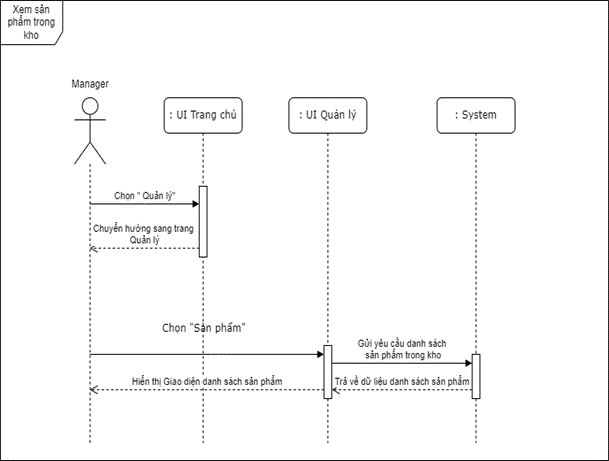 Xem sản
phẩm trong
kho
Manager
: UI Trang chủ
: UI Quản lý
: System
Chọn " Quản lý"
Chuyển hướng sang trang
Quản lý
Chọn "Sản phẩm"
Gửi yêu cầu danh sách
sản phẩm trong kho
Hiển thị Giao diện danh sách sản phẩm
Trả về dữ liệu danh sách sản phẩm